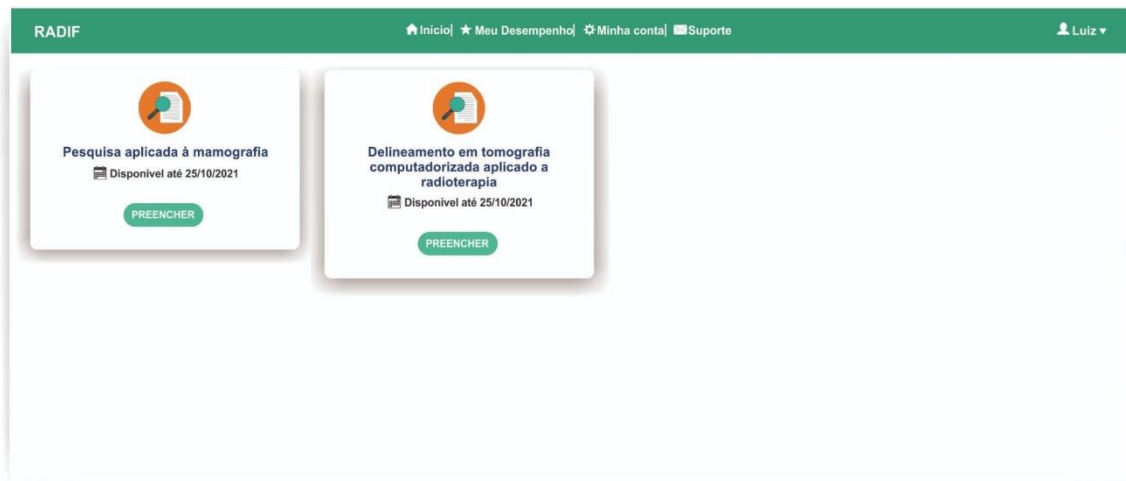 RADIF
Início| Meu Desempenho| Minha conta| Suporte
Luiz
Pesquisa aplicada à mamografia
Disponível até 25/10/2021
PREENCHER
Delineamento em tomografia
computadorizada aplicado a
radioterapia
Disponível até 25/10/2021
PREENCHER